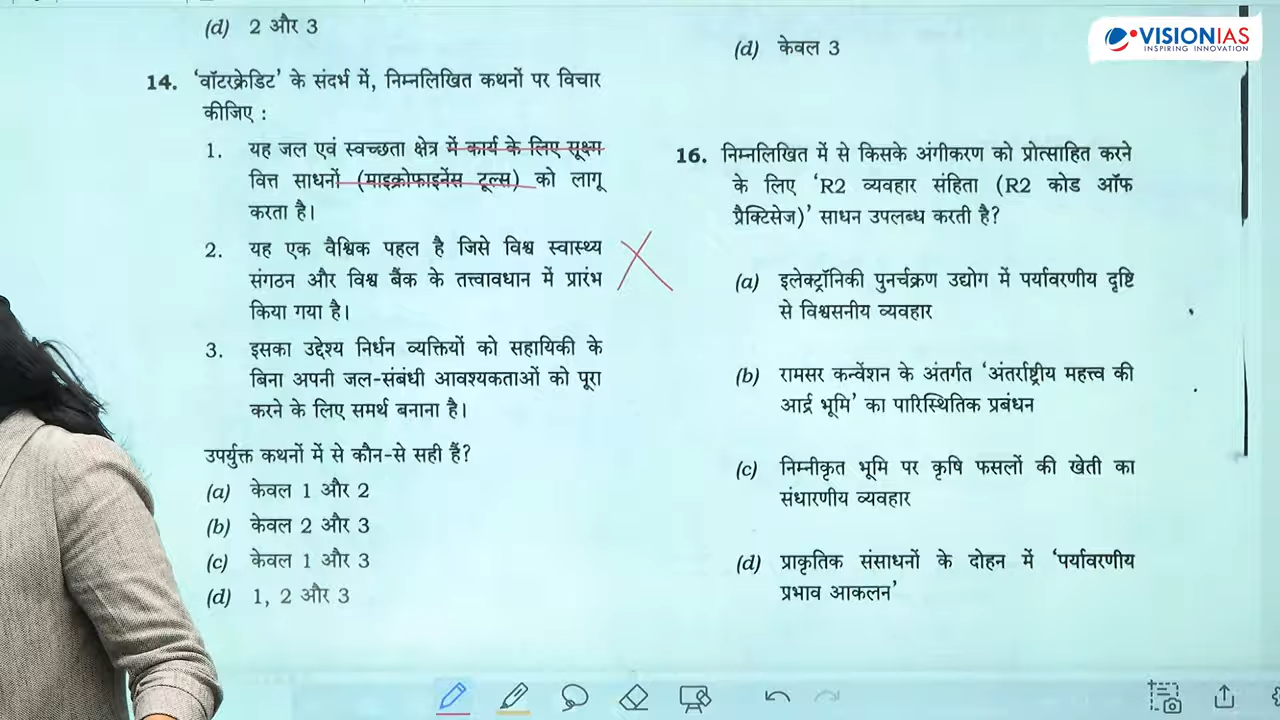 (d) 2 और 3
14. 'वॉटरक्रेडिट' के संदर्भ में, निम्नलिखित कथनों पर विचार
कीजिए :
1. यह जल एवं स्वच्छता क्षेत्र में कार्य के लिए सूक्ष्म
वित्त साधनों (माइक्रोफाइनेंस टूल्स) को लागू
करता है।
2. यह एक वैश्विक पहल है जिसे विश्व स्वास्थ्य
संगठन और विश्व बैंक के तत्त्वावधान में प्रारंभ
किया गया है।
3. इसका उद्देश्य निर्धन व्यक्तियों को सहायिकी के
बिना अपनी जल-संबंधी आवश्यकताओं को पूरा
करने के लिए समर्थ बनाना है।
उपर्युक्त कथनों में से कौन-से सही हैं?
(a) केवल 1 और 2
(b) केवल 2 और 3
(c) केवल 1 और 3
(d) 1, 2 और 3
VISIONIAS
INSPIRING INNOVATION
(d) केवल 3
16. निम्नलिखित में से किसके अंगीकरण को प्रोत्साहित करने
के लिए 'R2 व्यवहार संहिता (R2 कोड ऑफ
प्रैक्टिसेज)' साधन उपलब्ध करती है?
(a) इलेक्ट्रॉनिकी पुनर्चक्रण उद्योग में पर्यावरणीय दृष्टि
से विश्वसनीय व्यवहार
(b) रामसर कन्वेंशन के अंतर्गत 'अंतर्राष्ट्रीय महत्त्व की
आर्द्र भूमि' का पारिस्थितिक प्रबंधन
(c) निम्नीकृत भूमि पर कृषि फसलों की खेती का
संधारणीय व्यवहार
(d) प्राकृतिक संसाधनों के दोहन में 'पर्यावरणीय
प्रभाव आकलन'